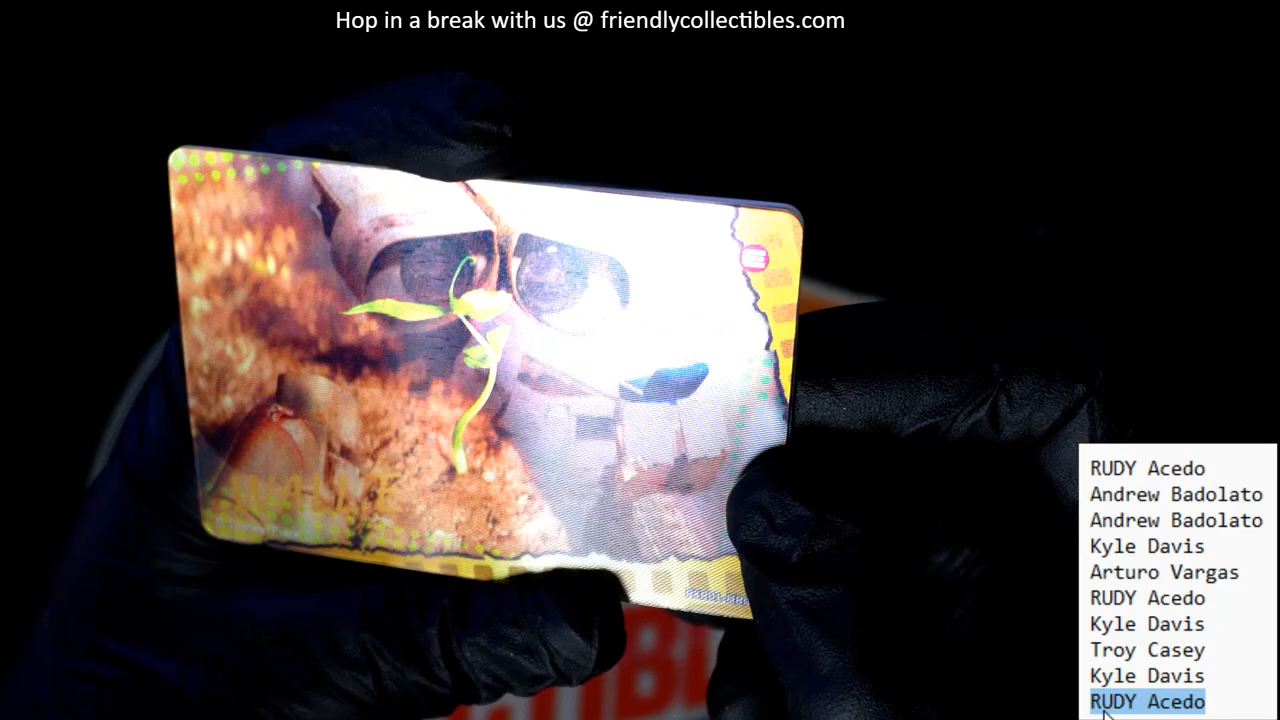 Hop in a break with us @ friendlycollectibles.com
RUDY Acedo
Andrew Badolato
Andrew Badolato
Kyle Davis
Arturo Vargas
RUDY Acedo
Kyle Davis
Troy Casey
Kyle Davis
RUDY Acedo